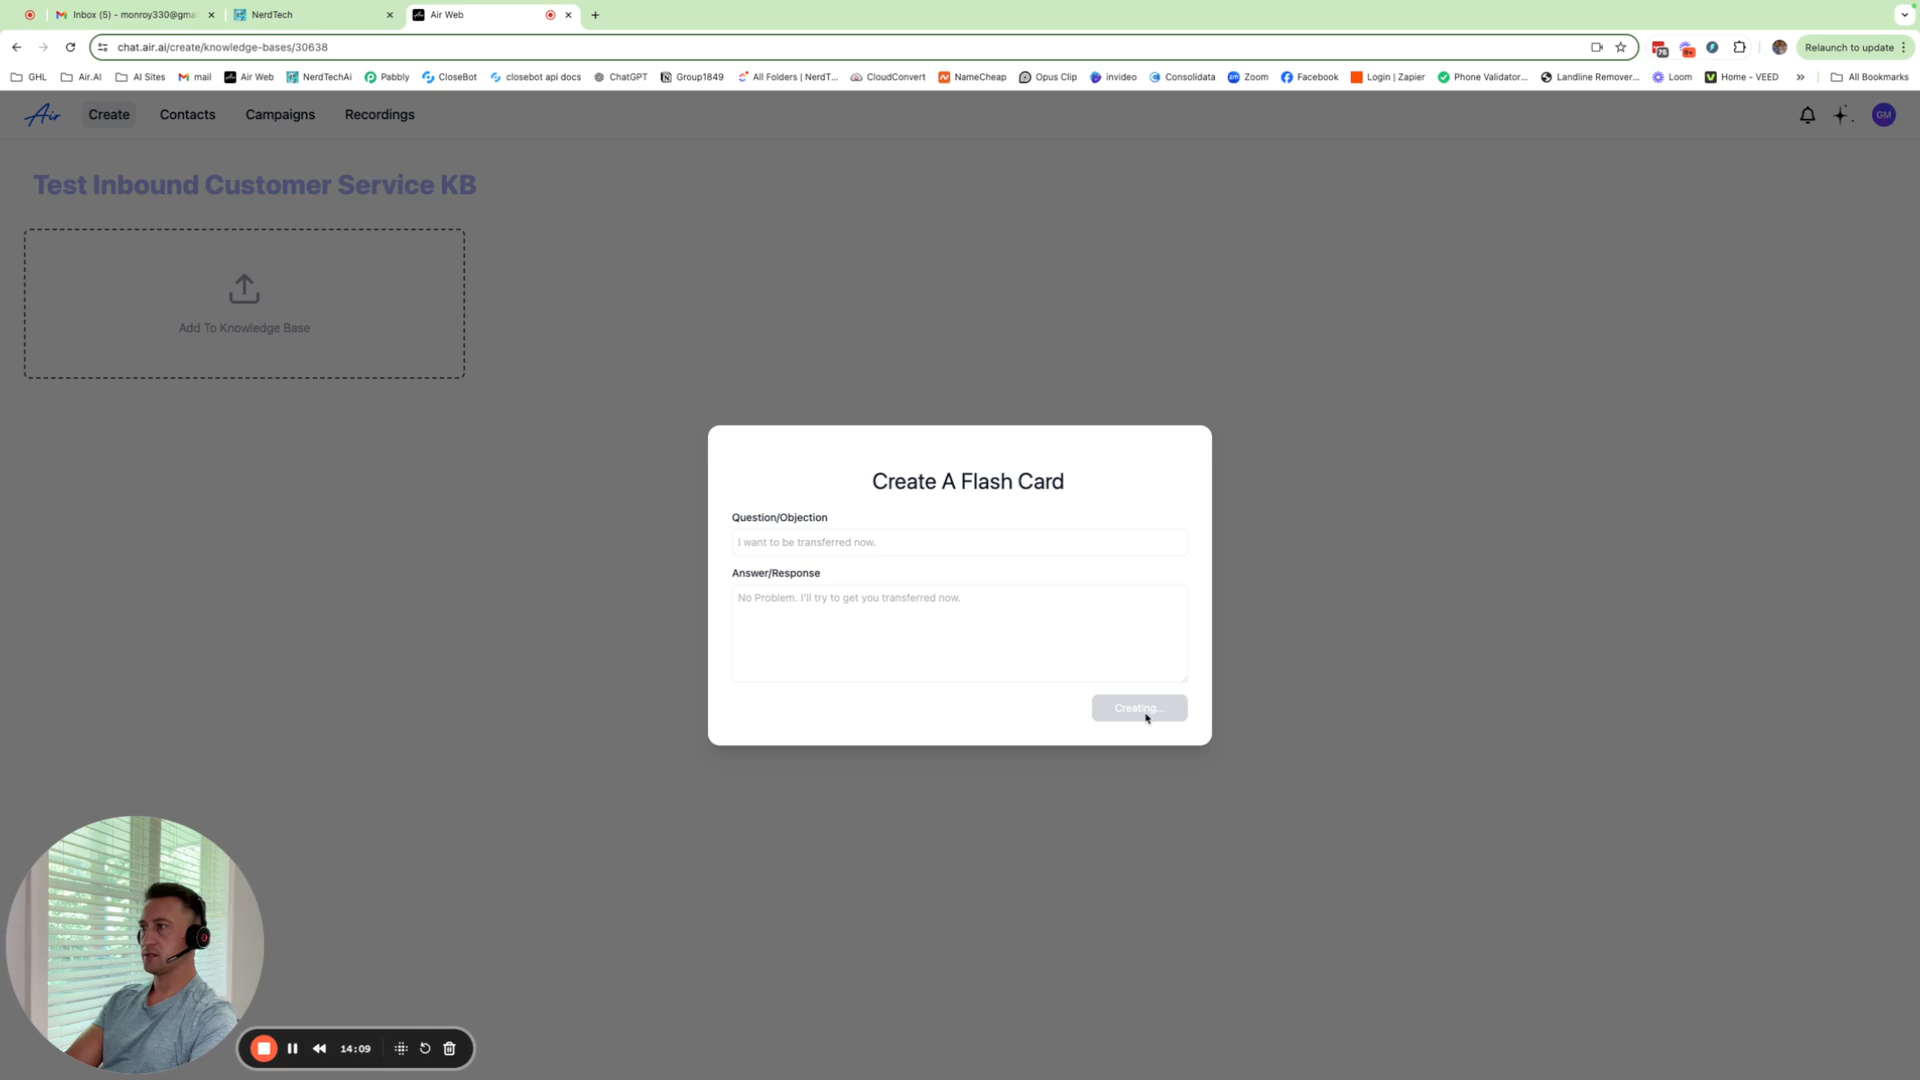 Inbox (5) - monroy330@gmai
NerdTech
Air Web
chat.air.ai/create/knowledge-bases/30638
Relaunch to update
GHL
Air.AI
AI Sites
mail
Air Web
NerdTechAi
Pabbly
CloseBot
closebot api docs
ChatGPT
Group1849
All Folders | NerdT...
CloudConvert
NameCheap
Opus Clip
invideo
Consolidata
Zoom
Facebook
Login | Zapier
Phone Validator...
Landline Remover...
Loom
Home - VEED
All Bookmarks
Air
Create
Contacts
Campaigns
Recordings
GM
Test Inbound Customer Service KB
Add To Knowledge Base
Create A Flash Card
Question/Objection
I want to be transferred now.
Answer/Response
No Problem. I'll try to get you transferred now.
Creating...
14:09